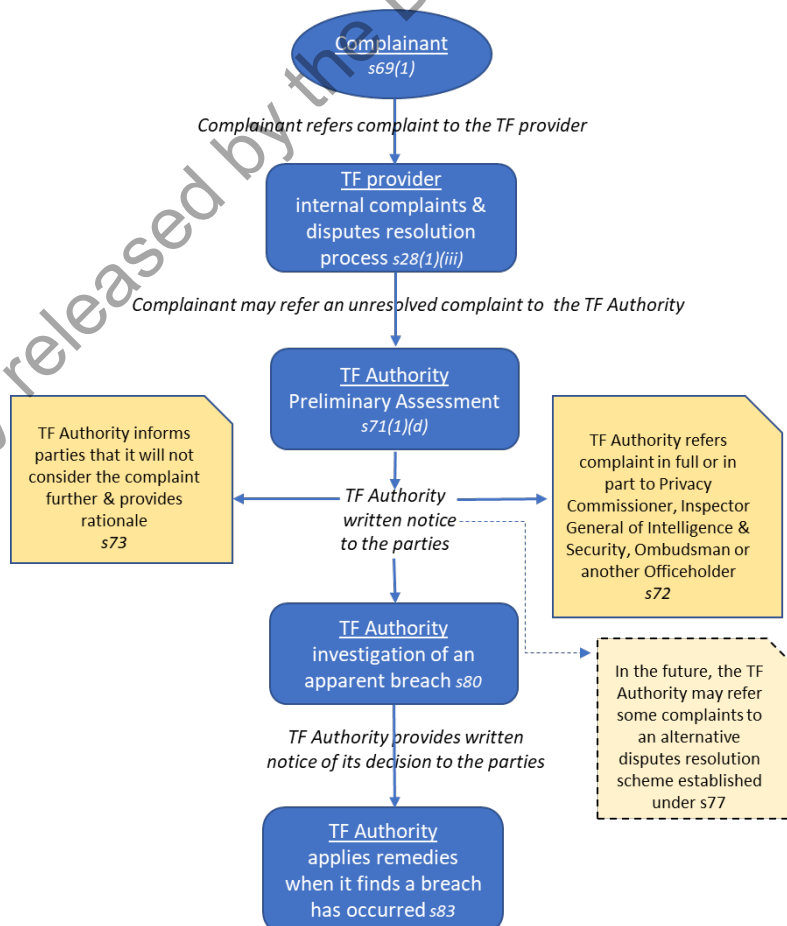 Complainant
s69(1)
Complainant refers complaint to the TF provider
TF provider
internal complaints &
disputes resolution
process s28(1)(iii)
Complainant may refer an unresolved complaint to the TF Authority
TF Authority
Preliminary Assessment
s71(1)(d)
TF Authority informs
parties that it will not
consider the complaint
further & provides
rationale
s73
TF Authority
written notice
to the parties
TF Authority refers
complaint in full or in
part to Privacy
Commissioner, Inspector
General of Intelligence &
Security, Ombudsman or
another Officeholder
s72
TF Authority
investigation of an
apparent breach s80
In the future, the TF
Authority may refer
some complaints to
an alternative
disputes resolution
scheme established
under s77
TF Authority provides written
notice of its decision to the parties
TF Authority
applies remedies
when it finds a breach
has occurred s83
released by the